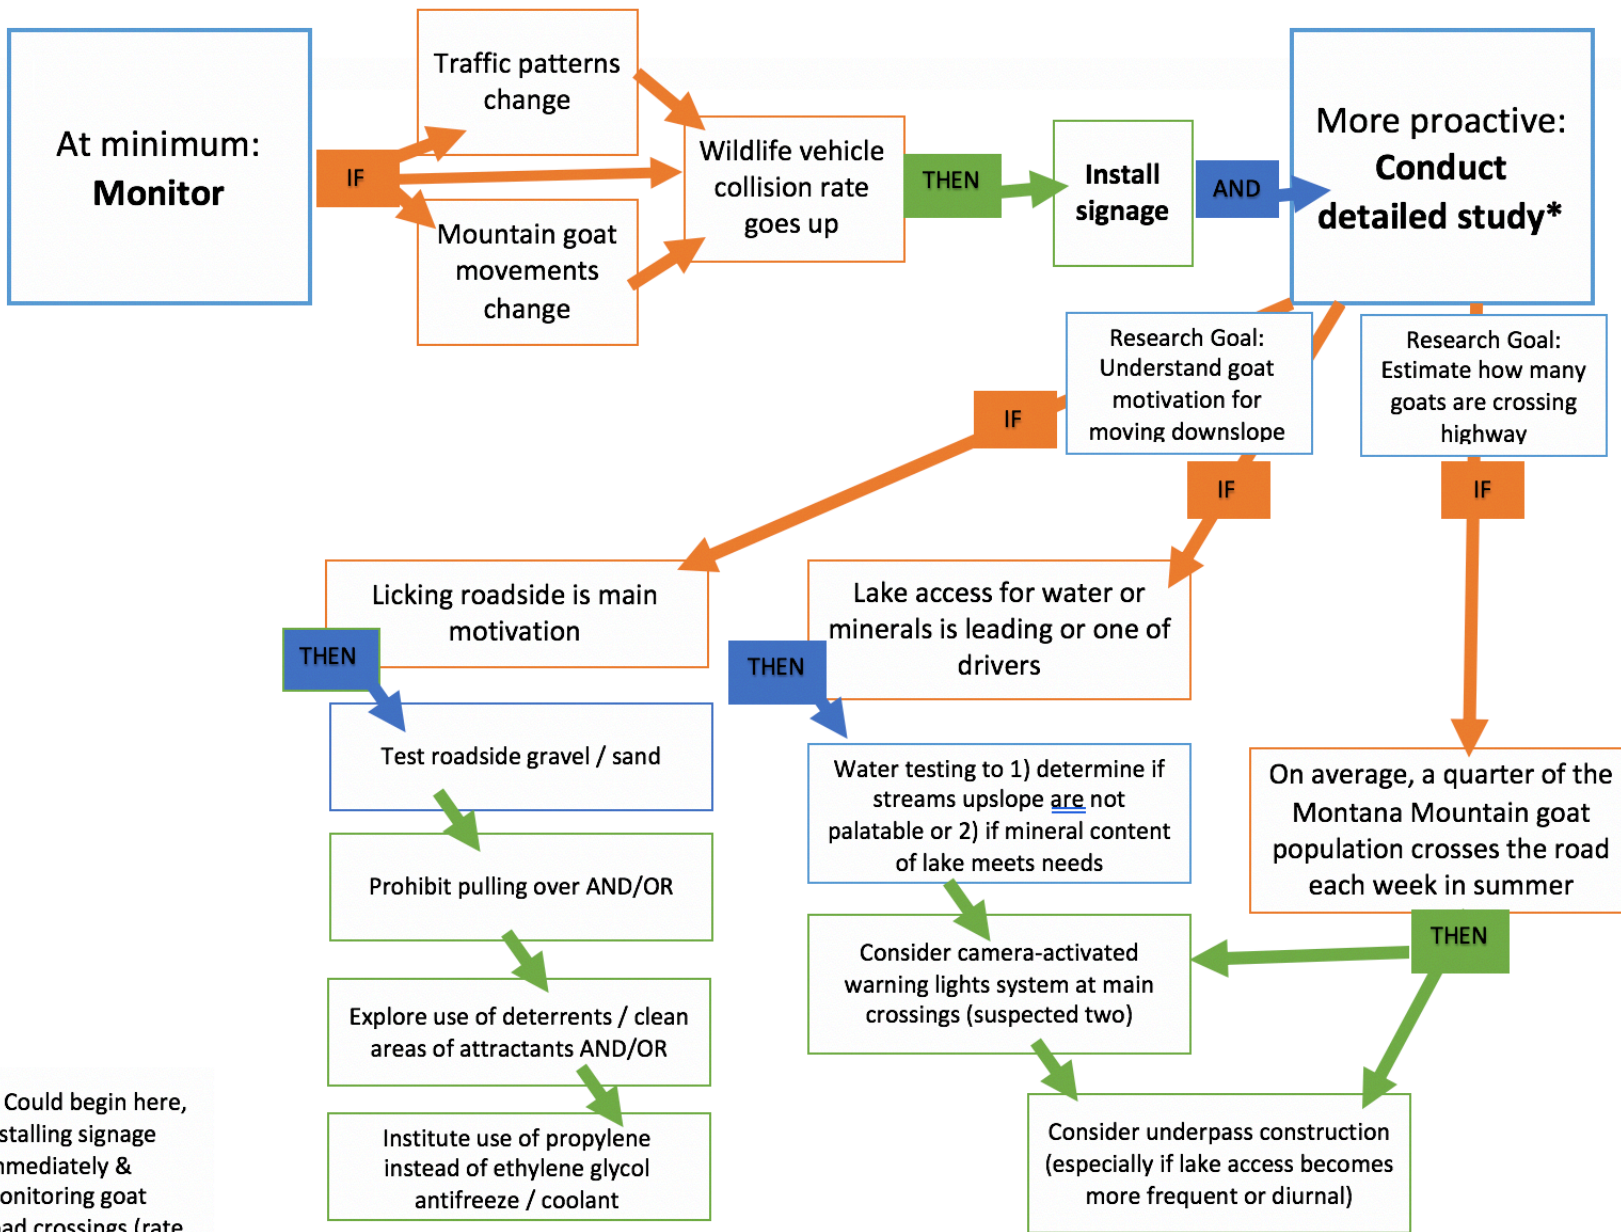 At minimum:
Monitor
IF
Traffic patterns
change
Mountain goat
movements
change
Wildlife vehicle
collision rate
goes up
THEN
Install
signage
AND
More proactive:
Conduct
detailed study*
Research Goal:
Understand goat
motivation for
moving downslope
Research Goal:
Estimate how many
goats are crossing
highway
IF
IF
IF
Licking roadside is main
motivation
THEN
Test roadside gravel / sand
Prohibit pulling over AND/OR
Explore use of deterrents / clean
areas of attractants AND/OR
Institute use of propylene
instead of ethylene glycol
antifreeze / coolant
Lake access for water or
minerals is leading or one of
drivers
THEN
Water testing to 1) determine if
streams upslope are not
palatable or 2) if mineral content
of lake meets needs
Consider camera-activated
warning lights system at main
crossings (suspected two)
On average, a quarter of the
Montana Mountain goat
population crosses the road
each week in summer
THEN
Consider underpass construction
(especially if lake access becomes
more frequent or diurnal)
Could begin here,
stalling signage
mmediately &
onitoring goat
ad crossings (rate